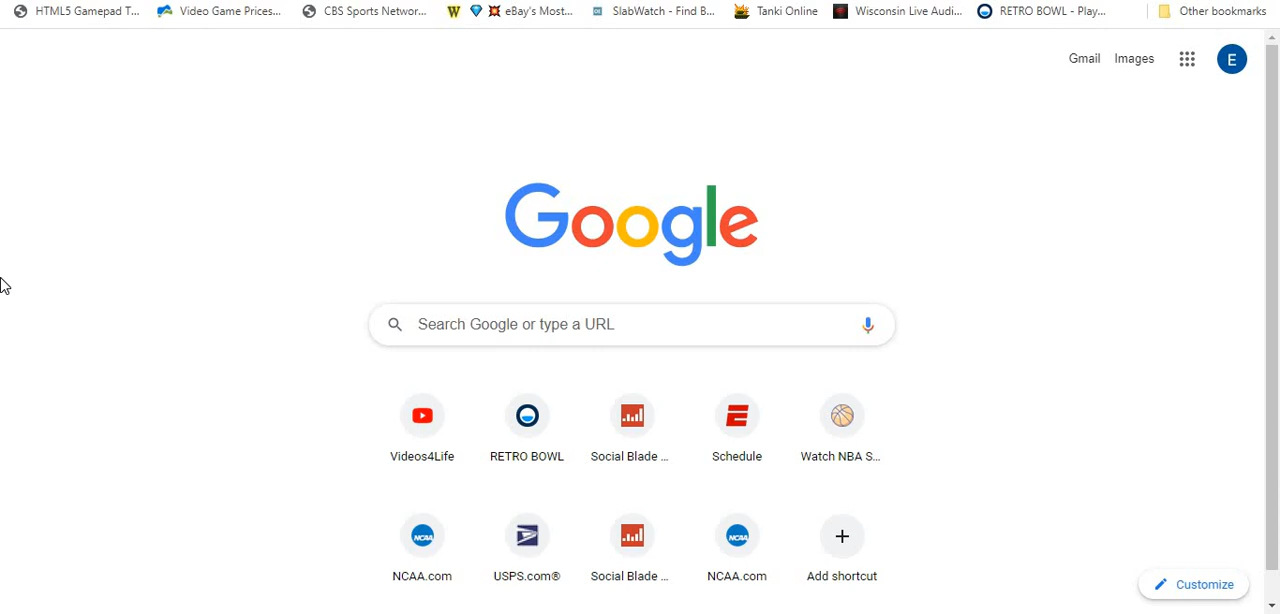 HTML5 Gamepad T... Video Game Prices... CBS Sports Networ... W eBay's Most... SlabWatch - Find B... Tanki Online Wisconsin Live Audi... RETRO BOWL - Play... Other bookmarks
Gmail Images E
Google
Search Google or type a URL
Videos4Life RETRO BOWL Social Blade ... Schedule Watch NBA S...
NCAA NCAA
NCAA.com USPS.com® Social Blade ... NCAA.com Add shortcut
Customize